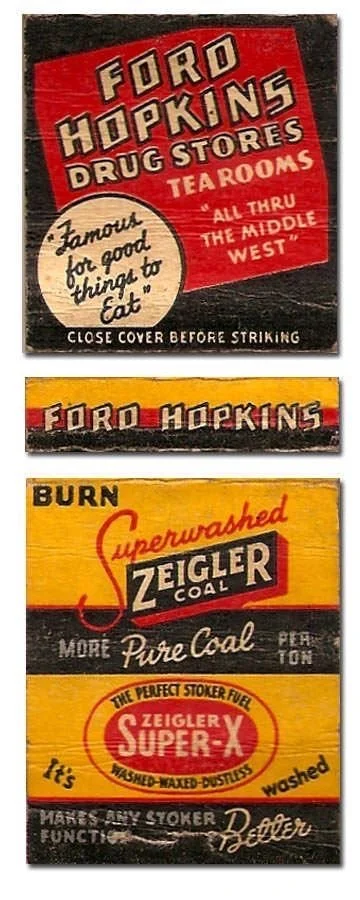 FORD
HOPKINS
DRUG STORES
TEAROOMS
"ALL THRU
THE MIDDLE
WEST"
"Famous
for good
things to
Eat"
CLOSE COVER BEFORE STRIKING
FORD HOPKINS
BURN
Superwashed
ZEIGLER
COAL
MORE Pure Coal PER
TON
THE PERFECT STOKER FUEL
ZEIGLER
SUPER-X
WASHED-WAXED-DUSTLESS
It's washed
MAKES ANY STOKER
FUNCTION Better